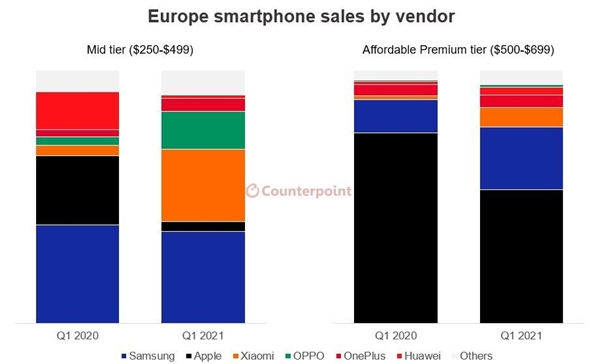 Europe smartphone sales by vendor
Mid tier ($250-$499)
Affordable Premium tier ($500-$699)
Counterpoint
Q1 2020
Q1 2021
Q1 2020
Q1 2021
Samsung Apple Xiaomi OPPO OnePlus Huawei Others